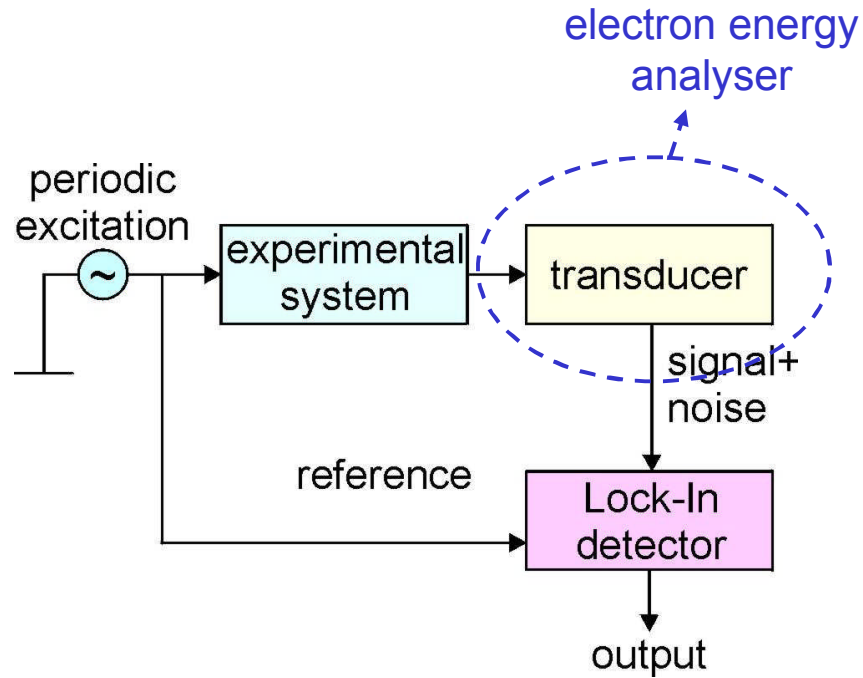 electron energy
analyser
periodic
excitation
~
experimental
system
transducer
signal+
noise
reference
Lock-In
detector
output